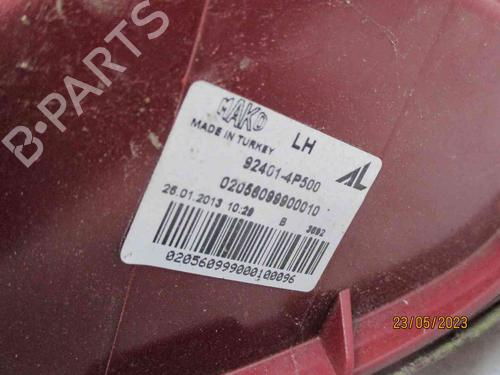 B-PARTS
MAKO
MADE IN TURKEY
LH
92401-4P500
AL
02056099900010
26.01.2013 10:29 B 3692
020560999000100096
23/05/2023